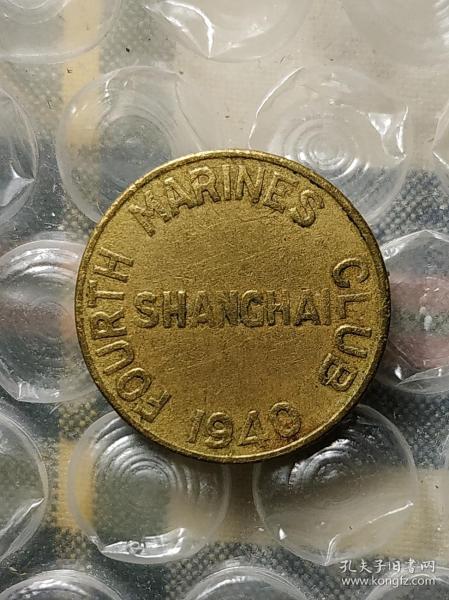 FOURTH MARINES CLUB
SHANGHAI
1940
孔夫子旧书网
www.kongfz.com